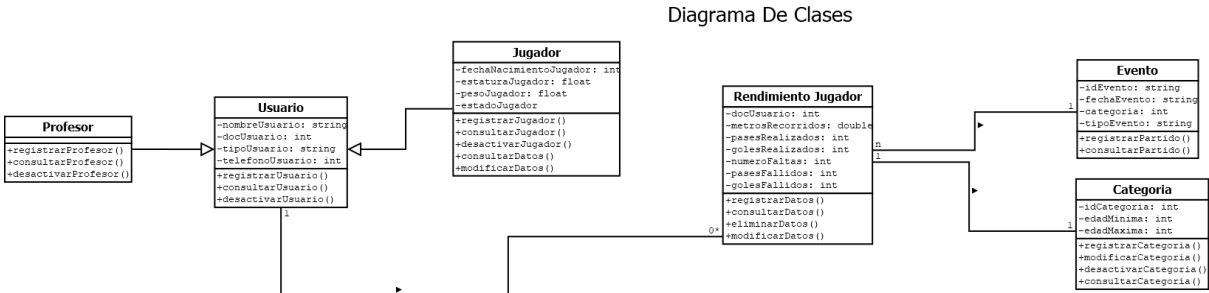 Diagrama De Clases
Profesor
+registrarProfesor()
+consultarProfesor()
+desactivarProfesor()
Usuario
-nombreUsuario: string
-docUsuario: int
-tipoUsuario: string
-telefonoUsuario: int
+registrarUsuario()
+consultarUsuario()
+desactivarUsuario()
1
Jugador
-fechaNacimientoJugador: int
-estaturaJugador: float
-pesoJugador: float
-estadoJugador
+registrarJugador()
+consultarJugador()
+desactivarJugador()
+consultarDatos()
+modificarDatos()
Rendimiento Jugador
-docUsuario: int
-metrosRecorridos: double
-pasesRealizados: int
-golesRealizados: int
-numeroFaltas: int
-pasesFallidos: int
-golesFallidos: int
+registrarDatos()
+consultarDatos()
+eliminarDatos()
+modificarDatos()
0*
n
1
1
1
Evento
-idEvento: string
-fechaEvento: string
-categoria: int
-tipoEvento: string
+registrarPartido()
+consultarPartido()
Categoria
-idCategoria: int
-edadMinima: int
-edadMaxima: int
+registrarCategoria()
+modificarCategoria()
+desactivarCategoria()
+consultarCategoria()